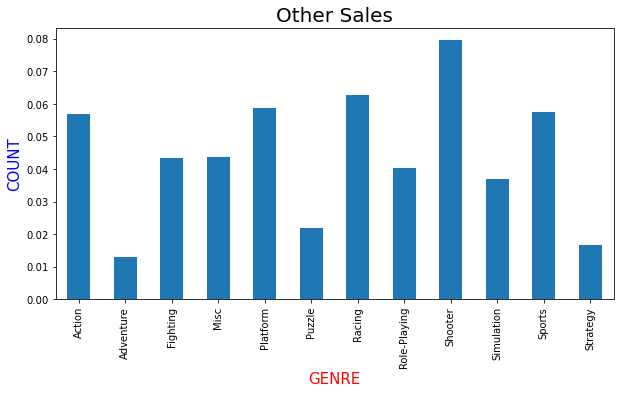 Other Sales
COUNT
0.08
0.07
0.06
0.05
0.04
0.03
0.02
0.01
0.00
Action
Adventure
Fighting
Misc
Platform
Puzzle
Racing
Role-Playing
Shooter
Simulation
Sports
Strategy
GENRE